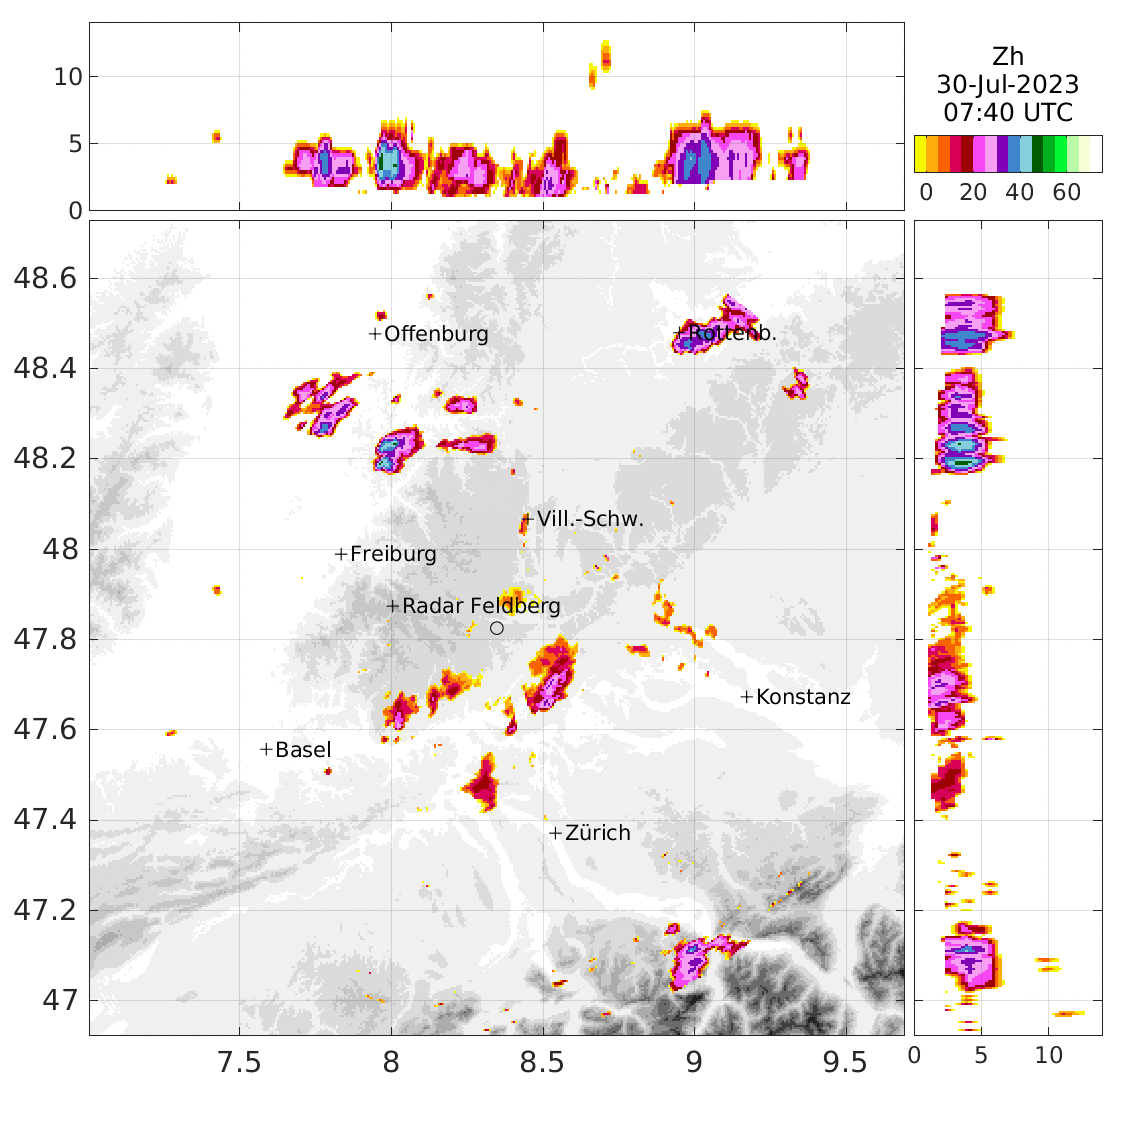 10
5
0
Zh
30-Jul-2023
07:40 UTC
0 20 40 60
48.6
48.4
48.2
48
47.8
47.6
47.4
47.2
47
+Offenburg
+Rottenb.
+Vill.-Schw.
+Freiburg
+Radar Feldberg
+Konstanz
+Basel
+Zürich
7.5 8 8.5 9 9.5
0 5 10